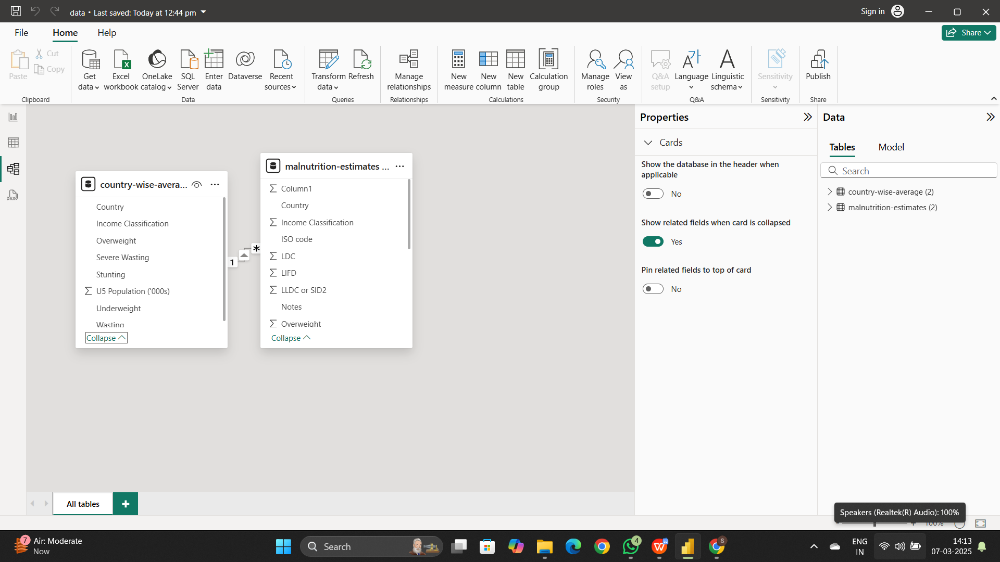 data • Last saved: Today at 12:44 pm
Sign in
File
Home
Help
Share
Paste
Cut
Copy
Clipboard
Get data
Excel workbook
OneLake catalog
SQL Server
Enter data
Dataverse
Recent sources
Data
Transform data
Refresh
Queries
Manage relationships
Relationships
New measure
New column
New table
Calculation group
Calculations
Manage roles
View as
Security
Q&A setup
Language
Linguistic schema
Q&A
Sensitivity
Sensitivity
Publish
Share
country-wise-avera...
Country
Income Classification
Overweight
Severe Wasting
Stunting
U5 Population ('000s)
Underweight
Wasting
Collapse
1
*
malnutrition-estimates ...
Column1
Country
Income Classification
ISO code
LDC
LIFD
LLDC or SID2
Notes
Overweight
Collapse
Properties
Cards
Show the database in the header when
applicable
No
Show related fields when card is collapsed
Yes
Pin related fields to top of card
No
Data
Tables
Model
Search
country-wise-average (2)
malnutrition-estimates (2)
All tables
Speakers (Realtek(R) Audio): 100%
100%
7
Air: Moderate
Now
Search
4
W
S
ENG
IN
14:13
07-03-2025